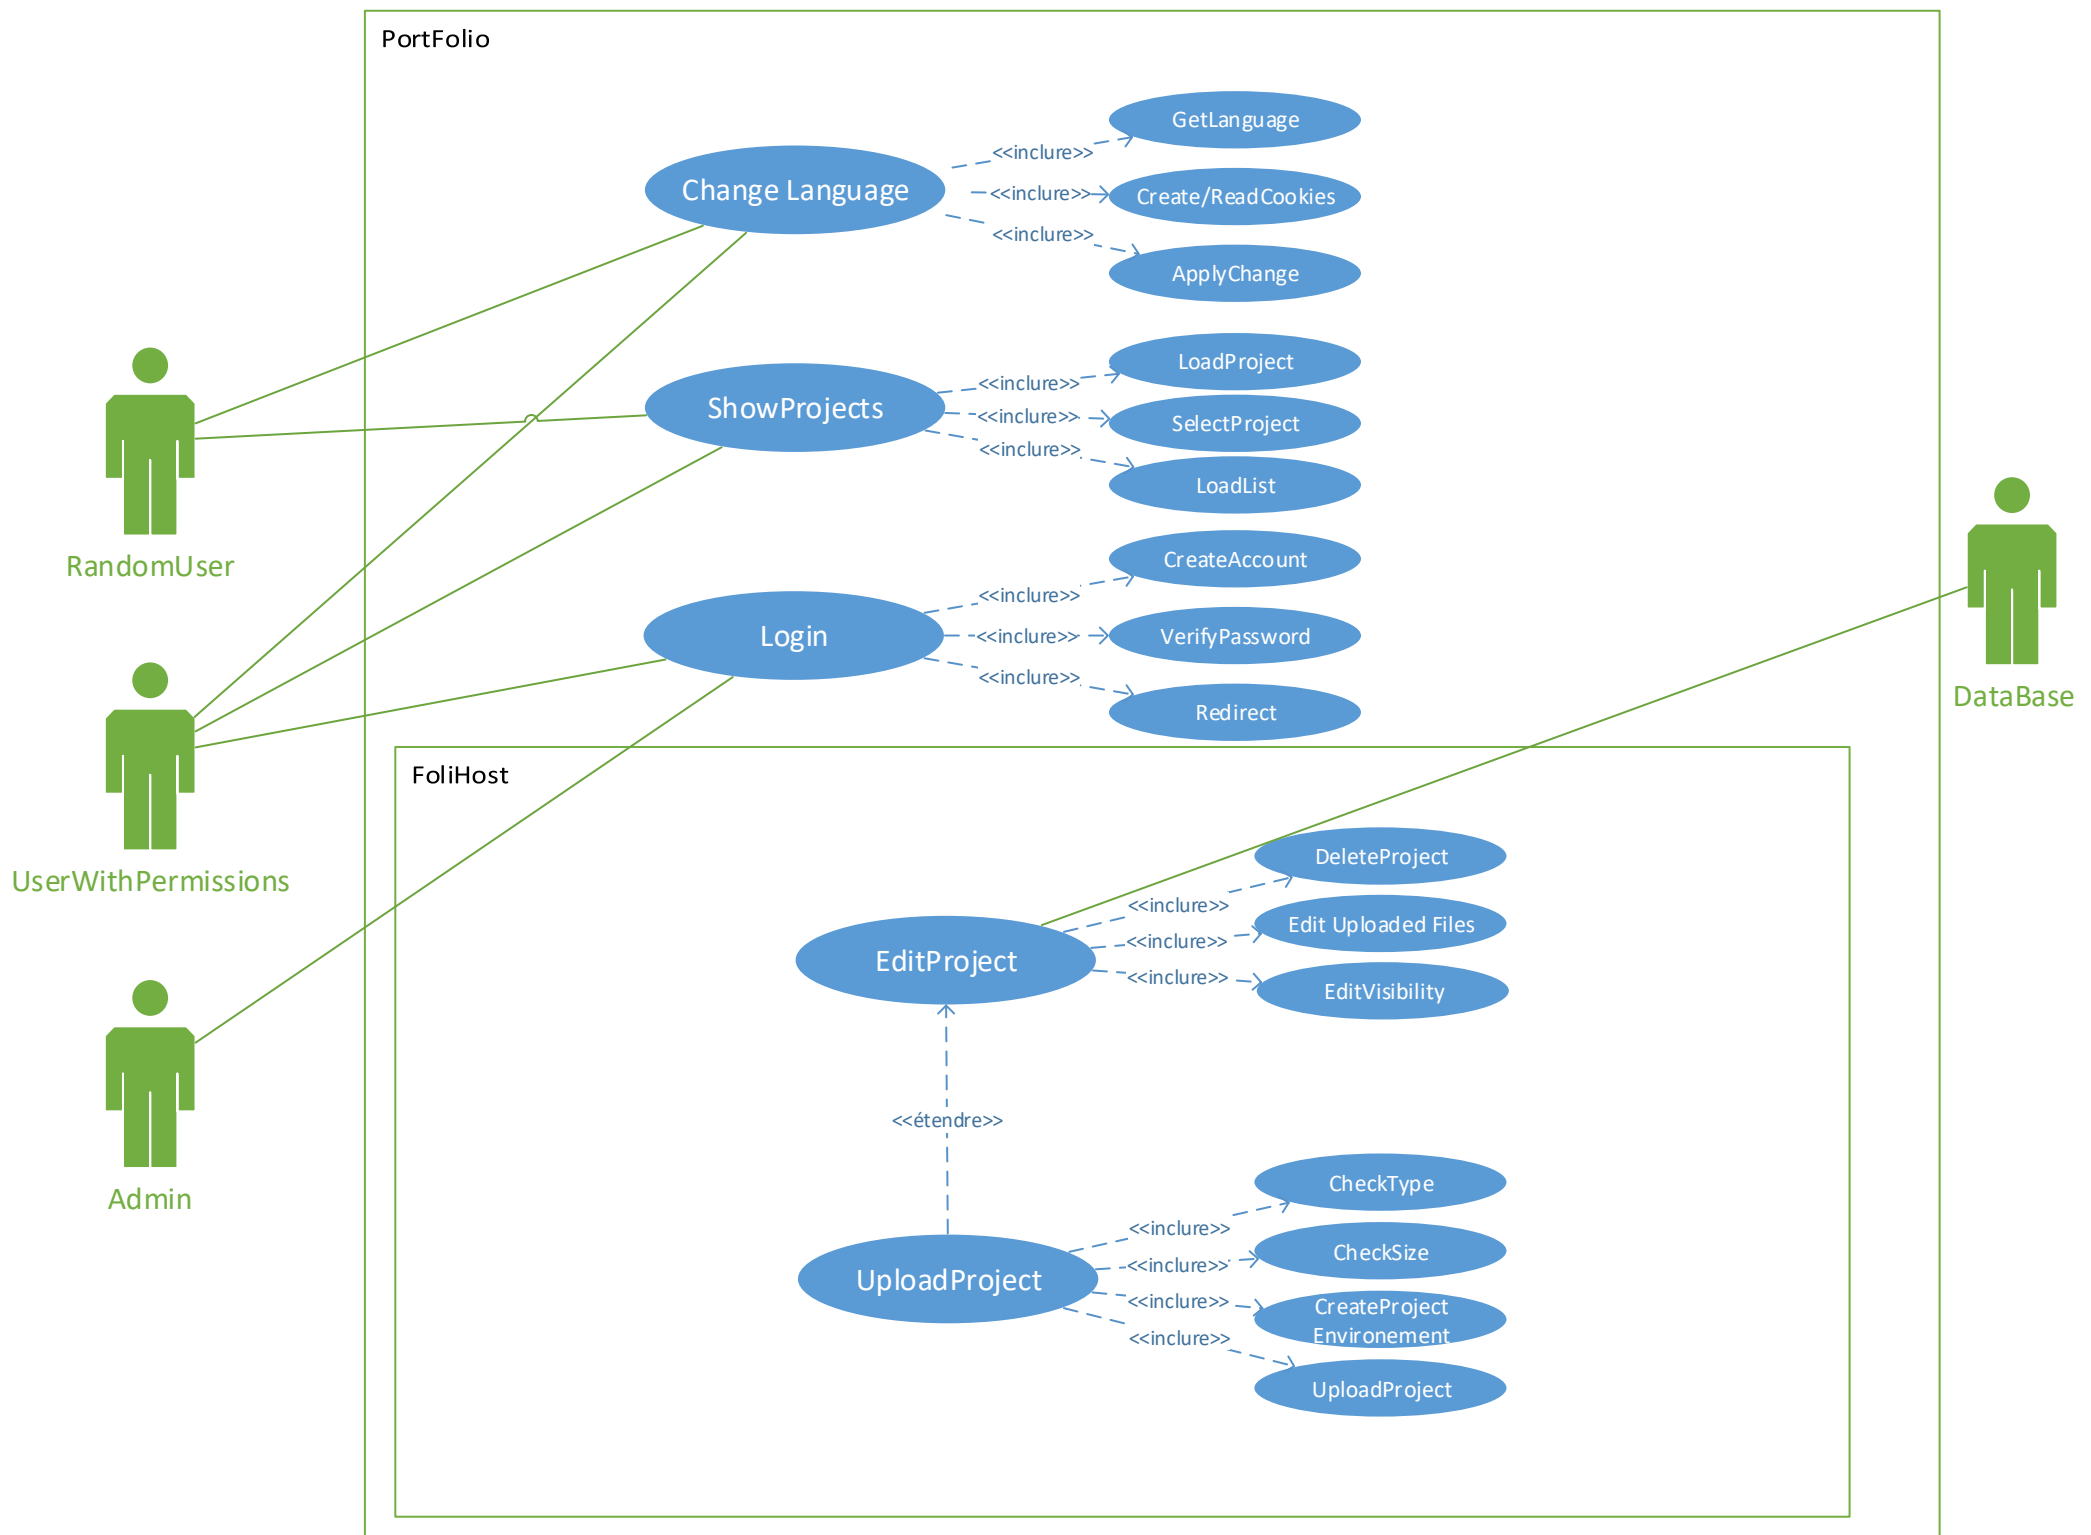 PortFolio
GetLanguage
<<inclure>>
Change Language
<<inclure>>
Create/ReadCookies
<<inclure>>
ApplyChange
LoadProject
<<inclure>>
ShowProjects
<<inclure>>
SelectProject
<<inclure>>
LoadList
RandomUser
CreateAccount
<<inclure>>
Login
<<inclure>>
VerifyPassword
<<inclure>>
Redirect
DataBase
UserWithPermissions
FoliHost
DeleteProject
<<inclure>>
Edit Uploaded Files
<<inclure>>
EditProject
<<inclure>>
EditVisibility
<<étendre>>
Admin
CheckType
<<inclure>>
CheckSize
<<inclure>>
UploadProject
<<inclure>>
CreateProject
Environement
<<inclure>>
UploadProject